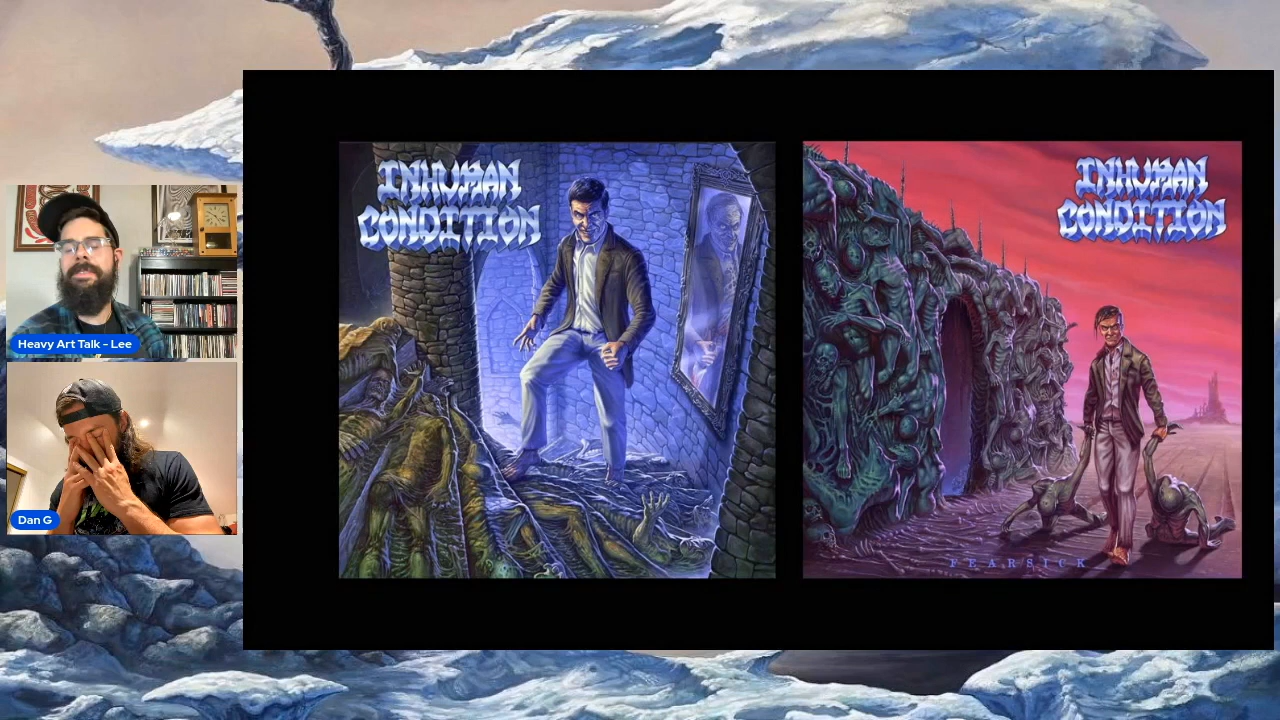 Heavy Art Talk - Lee
Dan G
INHUMAN
CONDITION
INHUMAN
CONDITION
FEARSICK